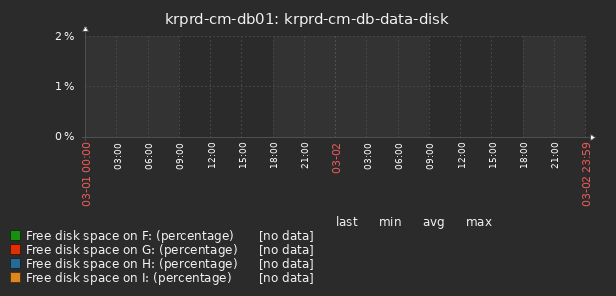 krprd-cm-db01: krprd-cm-db-data-disk
2 %
1 %
0 %
03-01 00:00 03:00 06:00 09:00 12:00 15:00 18:00 21:00 03-02 03:00 06:00 09:00 12:00 15:00 18:00 21:00 03-02 23:59
last min avg max
Free disk space on F: (percentage) [no data]
Free disk space on G: (percentage) [no data]
Free disk space on H: (percentage) [no data]
Free disk space on I: (percentage) [no data]